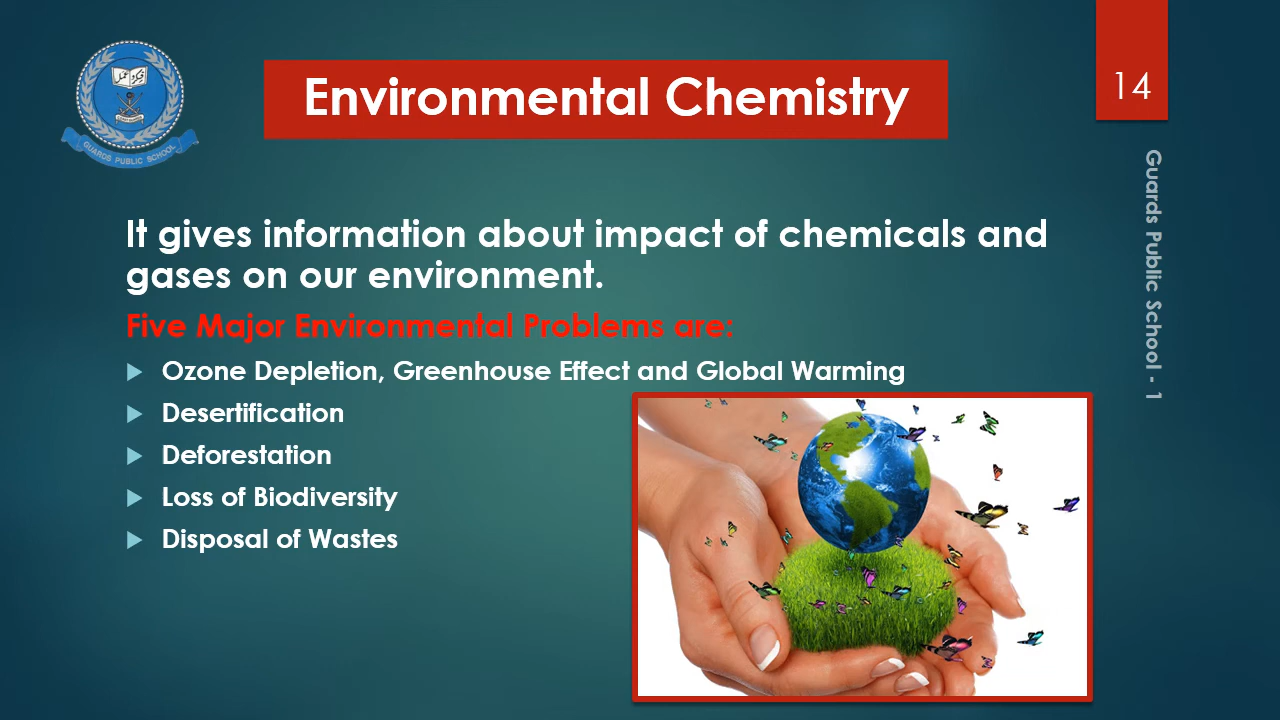 Environmental Chemistry
14
GUARDS PUBLIC SCHOOL
Guards Public School - 1
It gives information about impact of chemicals and
gases on our environment.
Five Major Environmental Problems are:
Ozone Depletion, Greenhouse Effect and Global Warming
Desertification
Deforestation
Loss of Biodiversity
Disposal of Wastes